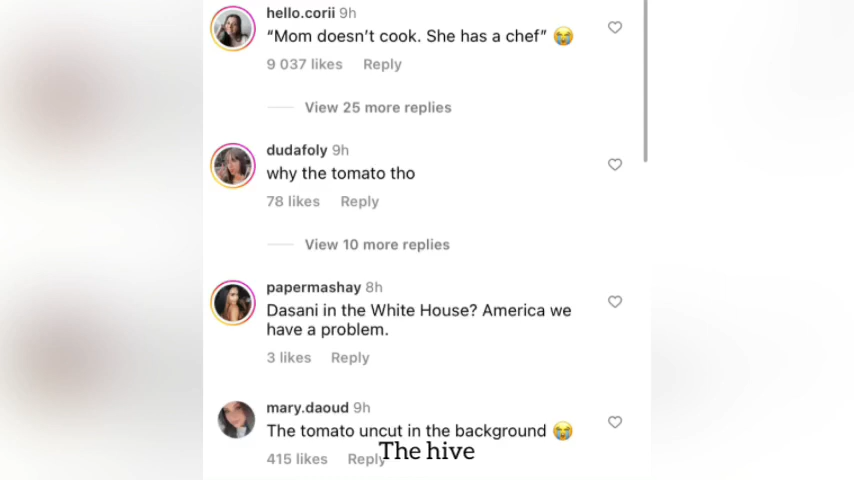 hello.corii 9h
“Mom doesn’t cook. She has a chef” 😭
9 037 likes Reply
View 25 more replies
dudafoly 9h
why the tomato tho
78 likes Reply
View 10 more replies
papermashay 8h
Dasani in the White House? America we
have a problem.
3 likes Reply
mary.daoud 9h
The tomato uncut in the background 😭
415 likes Reply
The hive